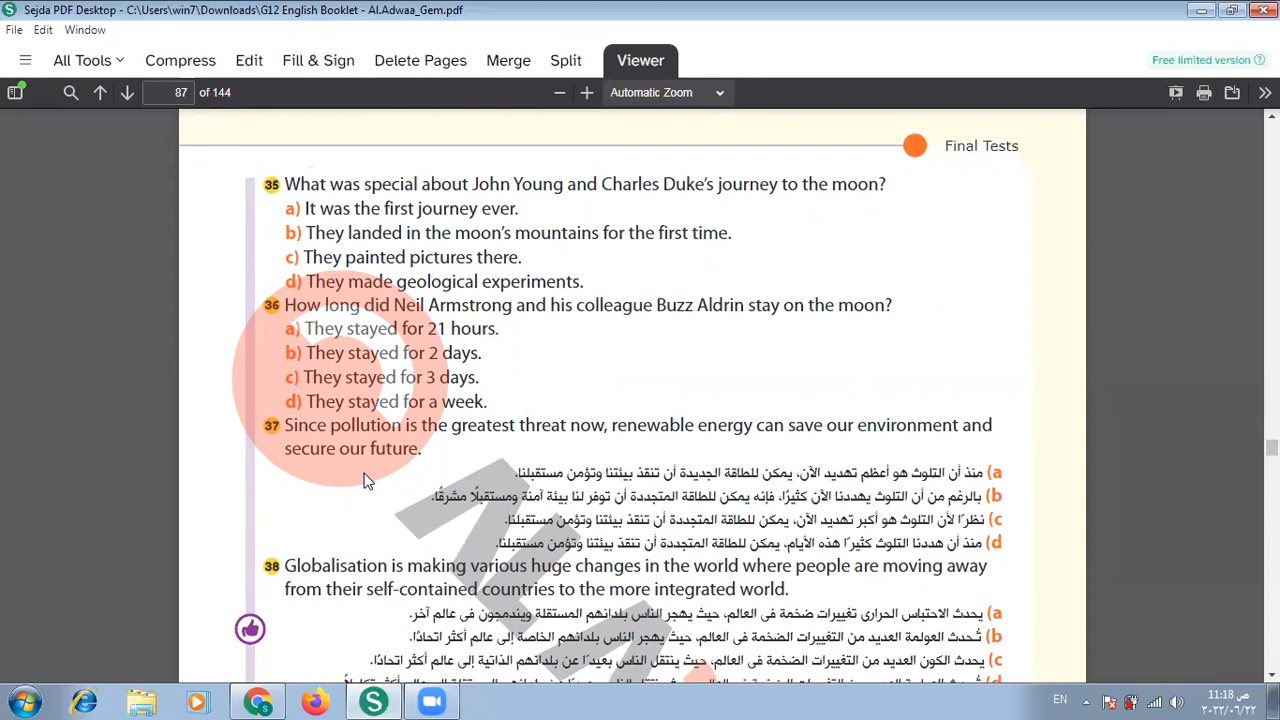 Sejda PDF Desktop - C:\Users\win7\Downloads\G12 English Booklet - Al.Adwaa_Gem.pdf
File Edit Window
All Tools Compress Edit Fill & Sign Delete Pages Merge Split Viewer Free limited version
87 of 144 Automatic Zoom
Final Tests
35 What was special about John Young and Charles Duke's journey to the moon?
a) It was the first journey ever.
b) They landed in the moon's mountains for the first time.
c) They painted pictures there.
d) They made geological experiments.
36 How long did Neil Armstrong and his colleague Buzz Aldrin stay on the moon?
a) They stayed for 21 hours.
b) They stayed for 2 days.
c) They stayed for 3 days.
d) They stayed for a week.
37 Since pollution is the greatest threat now, renewable energy can save our environment and
secure our future.
a) منذ أن التلوث هو أعظم تهديد الآن، يمكن للطاقة الجديدة أن تنقذ بيئتنا وتؤمن مستقبلنا.
b) بالرغم من أن التلوث يهددنا الآن كثيرًا، فإنه يمكن للطاقة المتجددة أن توفر لنا بيئة آمنة ومستقبلًا مشرقًا.
c) نظرًا لأن التلوث هو أكبر تهديد الآن، يمكن للطاقة المتجددة أن تنقذ بيئتنا وتؤمن مستقبلنا.
d) منذ أن هددنا التلوث كثيرًا هذه الأيام، يمكن للطاقة المتجددة أن تنقذ بيئتنا وتؤمن مستقبلنا.
38 Globalisation is making various huge changes in the world where people are moving away
from their self-contained countries to the more integrated world.
a) يحدث الاحتباس الحرارى تغييرات ضخمة فى العالم، حيث يهجر الناس بلدانهم المستقلة ويندمجون فى عالم آخر.
b) تُحدث العولمة العديد من التغييرات الضخمة فى العالم، حيث يهجر الناس بلدانهم الخاصة إلى عالم أكثر اتحادًا.
c) يحدث الكون العديد من التغييرات الضخمة فى العالم، حيث ينتقل الناس بعيدًا عن بلدانهم الذاتية إلى عالم أكثر اتحادًا.
EN 11:18 ص
٢٠٢٢/٠٦/٢٢